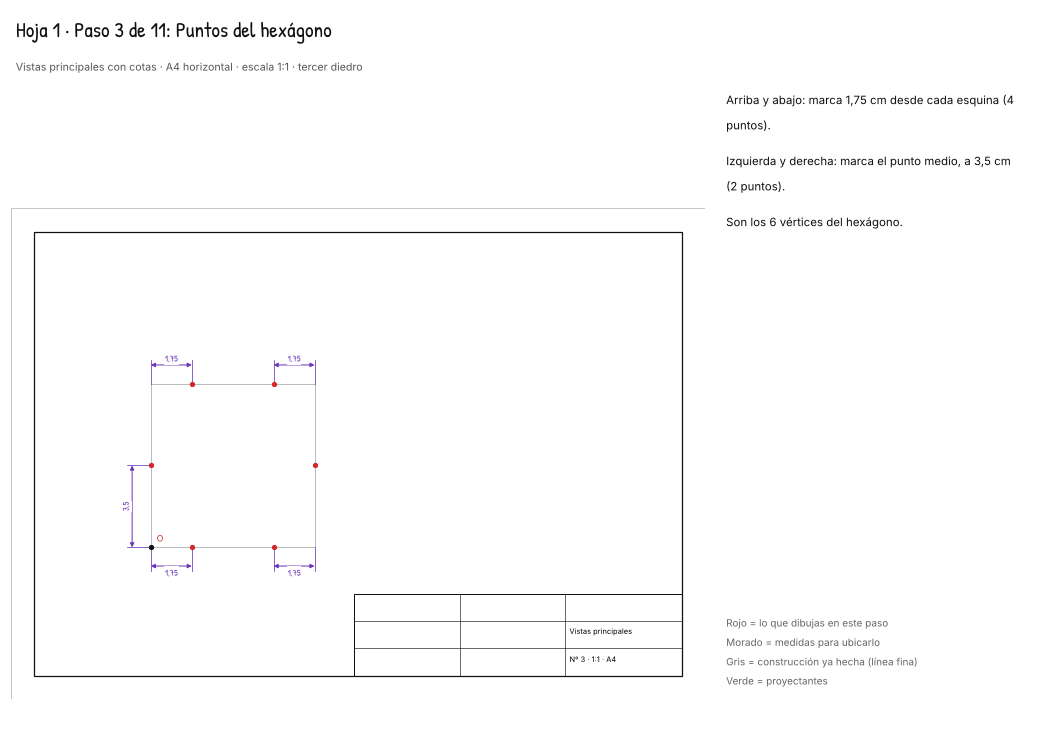 Hoja 1 · Paso 3 de 11: Puntos del hexágono
Vistas principales con cotas · A4 horizontal · escala 1:1 · tercer diedro
Arriba y abajo: marca 1,75 cm desde cada esquina (4
puntos).
Izquierda y derecha: marca el punto medio, a 3,5 cm
(2 puntos).
Son los 6 vértices del hexágono.
1,75
1,75
3,5
O
1,75
1,75
Vistas principales
Nº 3 · 1:1 · A4
Rojo = lo que dibujas en este paso
Morado = medidas para ubicarlo
Gris = construcción ya hecha (línea fina)
Verde = proyectantes